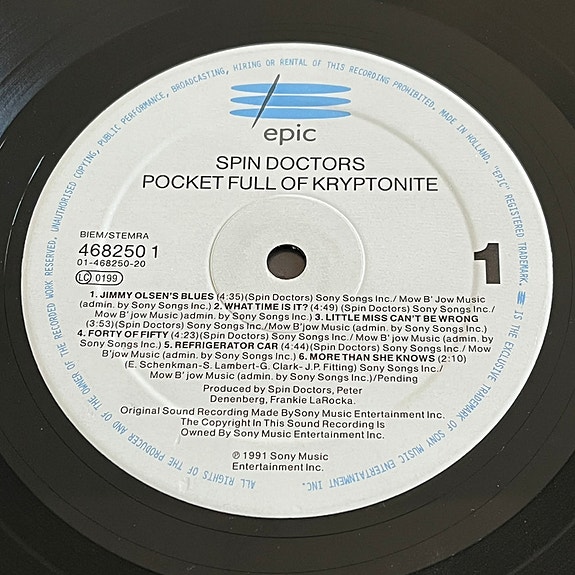 UNAUTHORISED COPYING, PUBLIC PERFORMANCE, BROADCASTING, HIRING OR RENTAL OF THIS RECORDING PROHIBITED. MADE IN HOLLAND. "EPIC" REGISTERED TRADEMARK. IS THE EXCLUSIVE TRADEMARK OF SONY MUSIC ENTERTAINMENT INC.
epic
SPIN DOCTORS
POCKET FULL OF KRYPTONITE
BIEM/STEMRA
468250 1
01-468250-20
LC 0199
1
1. JIMMY OLSEN'S BLUES (4:35)(Spin Doctors) Sony Songs Inc./ Mow B' Jow Music
(admin. by Sony Songs Inc.) 2. WHAT TIME IS IT? (4:49) (Spin Doctors) Sony Songs Inc./
Mow B'jow Music admin.by Sony Songs Inc.) 3. LITTLE MISS CAN'T BE WRONG
(3:53)(Spin Doctors)Sony Songs Inc./Mow B'jow Music (admin. by Sony Songs Inc.)
4. FORTY OF FIFTY (4:23)(Spin Doctors) Sony Songs Inc./Mow B'jow Music (admin. by
Sony Songs Inc.) 5. REFRIGERATOR CAR (4:44)(Spin Doctors) Sony Songs Inc./ Mow
B'jow Music (admin by Sony Songs Inc.) 6. MORE THAN SHE KNOWS (2:10)
(E. Schenkman-S. Lambert-G. Clark- J.P. Fitting) Sony Songs Inc./
Mow B' jow Music (admin.by Sony Songs Inc.)/Pending
Produced by Spin Doctors, Peter
Denenberg, Frankie LaRocka.
Original Sound Recording Made BySony Music Entertainment Inc.
The Copyright In This Sound Recording Is
Owned By Sony Music Entertainment Inc.
℗ 1991 Sony Music
Entertainment Inc.
ALL RIGHTS OF THE PRODUCER AND OF THE OWNER OF THE RECORDED WORK RESERVED.